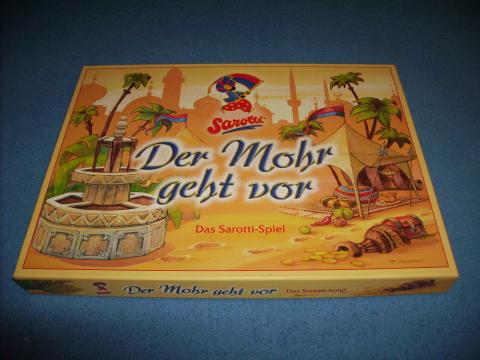 Sarotti
Der Mohr
geht vor
Das Sarotti-Spiel
Der Mohr geht vor
Das Sarotti-Spiel